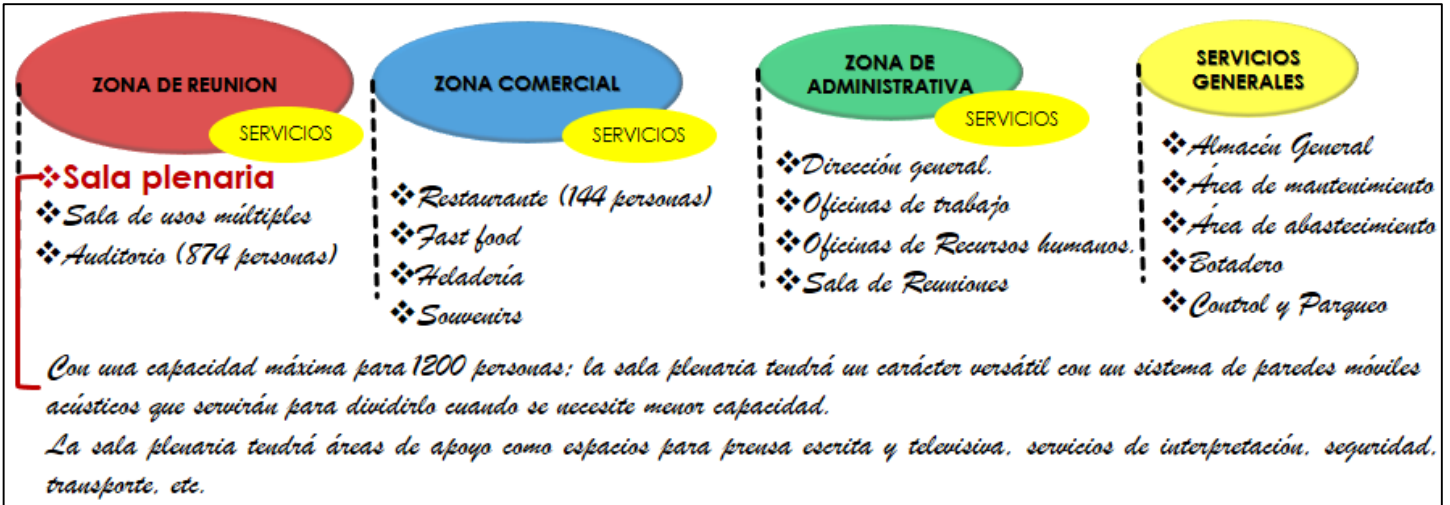 ZONA DE REUNION
SERVICIOS
❖Sala plenaria
❖Sala de usos múltiples
❖Auditorio (874 personas)
ZONA COMERCIAL
SERVICIOS
❖Restaurante (144 personas)
❖Fast food
❖Heladería
❖Souvenirs
ZONA DE
ADMINISTRATIVA
SERVICIOS
❖Dirección general.
❖Oficinas de trabajo
❖Oficinas de Recursos humanos.
❖Sala de Reuniones
SERVICIOS
GENERALES
❖Almacén General
❖Área de mantenimiento
❖Área de abastecimiento
❖Botadero
❖Control y Parqueo
Con una capacidad máxima para 1200 personas; la sala plenaria tendrá un carácter versátil con un sistema de paredes móviles
acústicos que servirán para dividirlo cuando se necesite menor capacidad.
La sala plenaria tendrá áreas de apoyo como espacios para prensa escrita y televisiva, servicios de interpretación, seguridad,
transporte, etc.